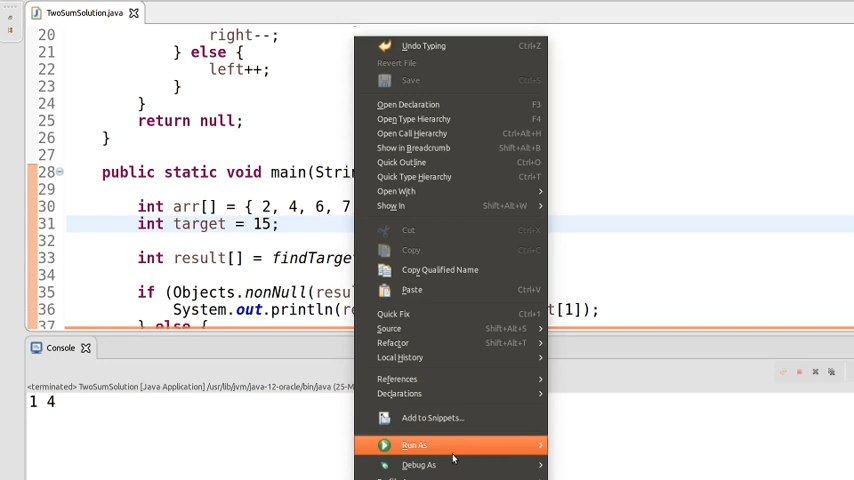 TwoSumSolution.java
20 right--;
21 } else {
22 left++;
23 }
24 }
25 return null;
26 }
27
28 public static void main(Strin
29
30 int arr[] = { 2, 4, 6, 7
31 int target = 15;
32
33 int result[] = findTarge
34
35 if (Objects.nonNull(resu
36 System.out.println(re t[1]);
37 } else {
Undo Typing Ctrl+Z
Revert File
Save Ctrl+S
Open Declaration F3
Open Type Hierarchy F4
Open Call Hierarchy Ctrl+Alt+H
Show in Breadcrumb Shift+Alt+B
Quick Outline Ctrl+O
Quick Type Hierarchy Ctrl+T
Open With
Show In Shift+Alt+W
Cut Ctrl+X
Copy Ctrl+C
Copy Qualified Name
Paste Ctrl+V
Quick Fix Ctrl+1
Source Shift+Alt+S
Refactor Shift+Alt+T
Local History
References
Declarations
Add to Snippets...
Run As
Debug As
Console
<terminated> TwoSumSolution [Java Application] /usr/lib/jvm/java-12-oracle/bin/java (25-M
1 4